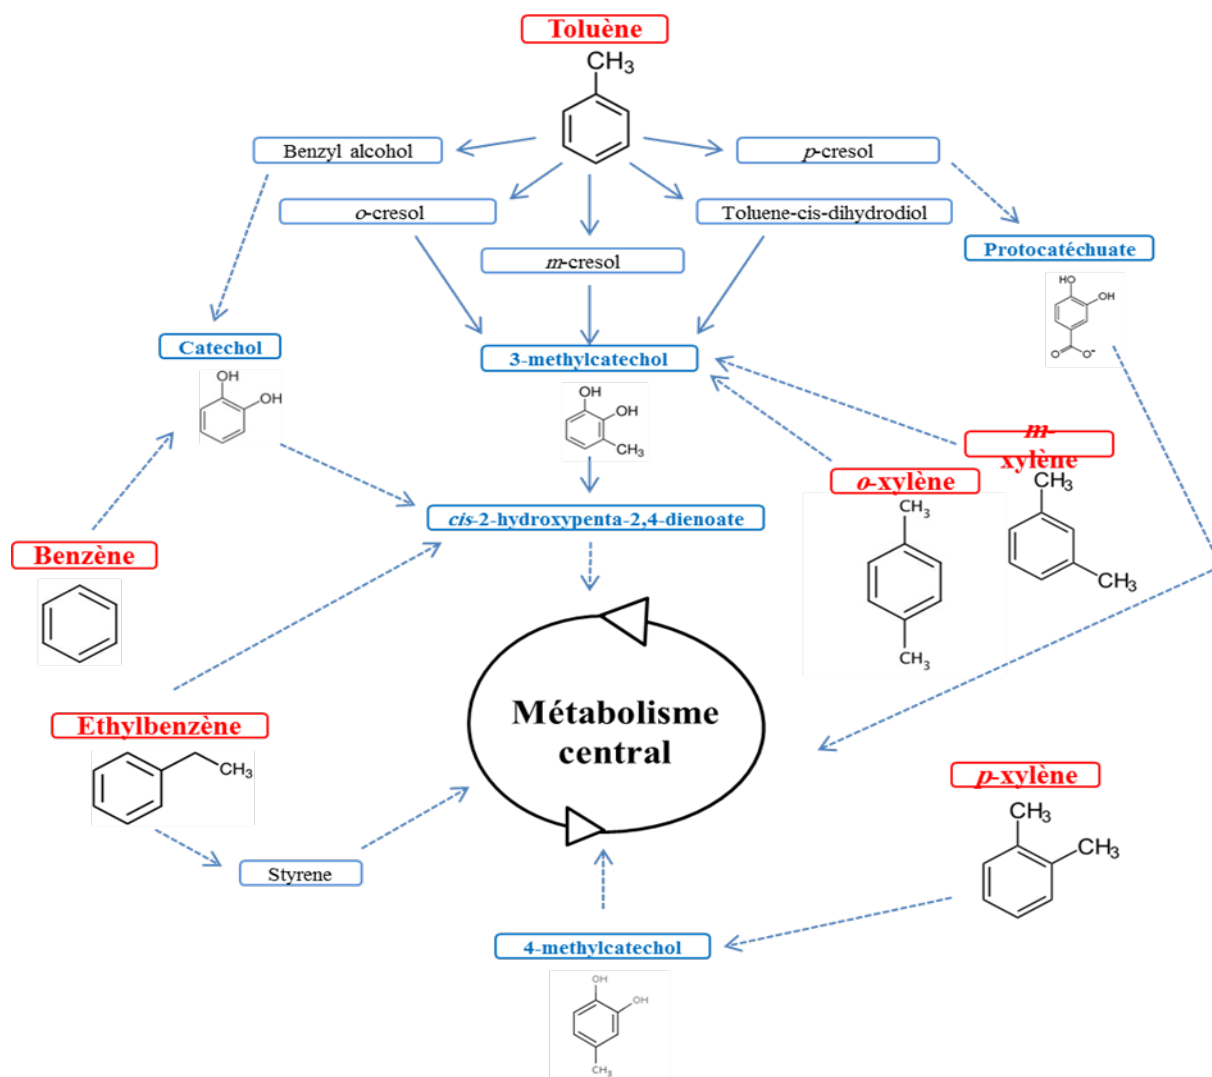 Toluène
CH3
Benzyl alcohol
p-cresol
o-cresol
Toluene-cis-dihydrodiol
m-cresol
Protocatéchuate
HO
OH
O
O-
Catechol
OH
OH
3-methylcatechol
OH
OH
CH3
m-
xylène
CH3
CH3
o-xylène
CH3
CH3
cis-2-hydroxypenta-2,4-dienoate
Benzène
Métabolisme
central
Ethylbenzène
CH3
p-xylène
CH3
CH3
Styrene
4-methylcatechol
OH
OH
CH3